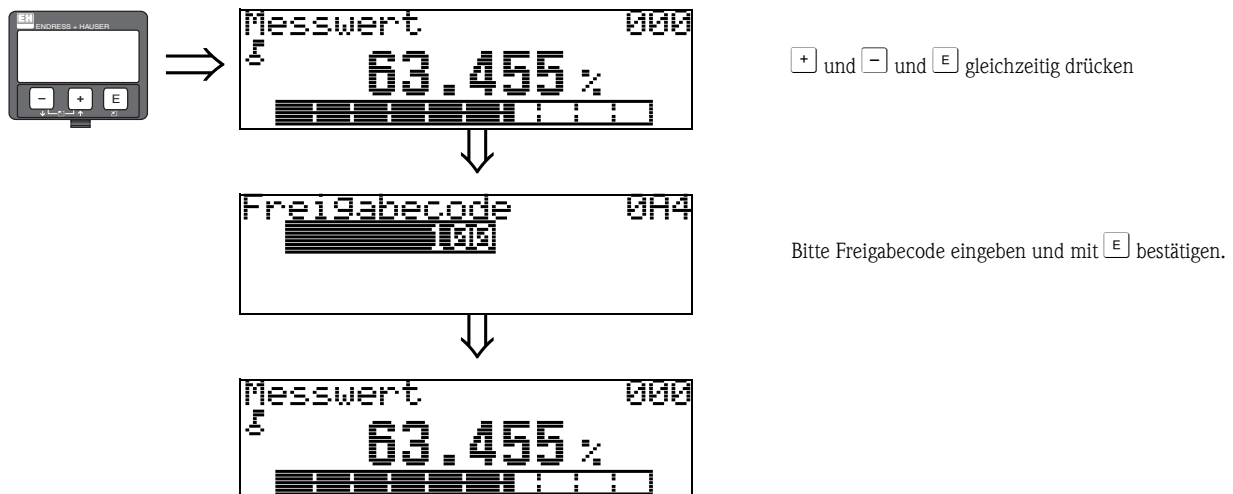 EH
ENDRESS + HAUSER
- + E
Messwert 000
63.455 %
+ und - und E gleichzeitig drücken
Freigabecode 0A4
100
Bitte Freigabecode eingeben und mit E bestätigen.
Messwert 000
63.455 %